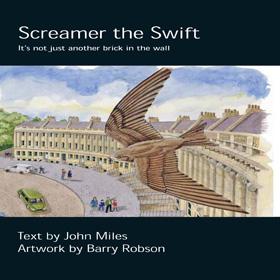 Screamer the Swift
It's not just another brick in the wall
Text by John Miles
Artwork by Barry Robson